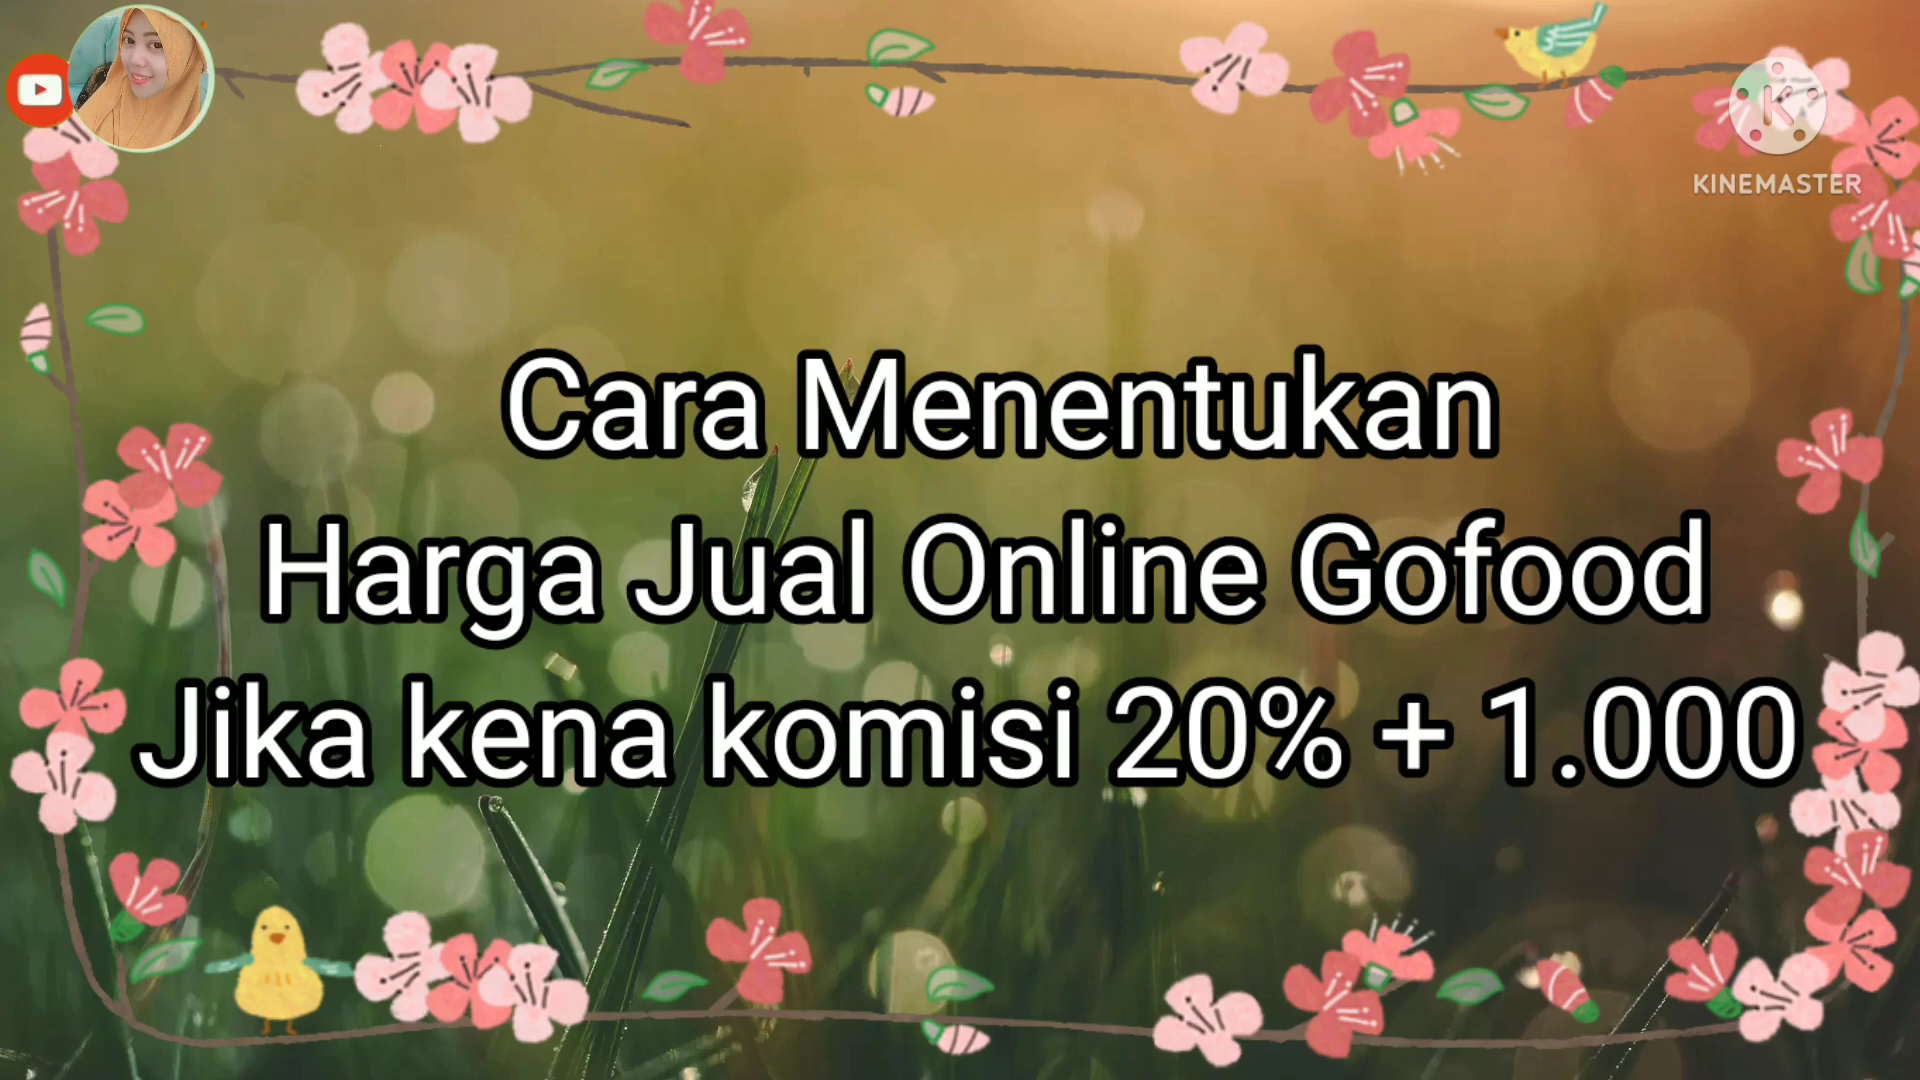 KINEMASTER
Cara Menentukan
Harga Jual Online Gofood
Jika kena komisi 20% + 1.000